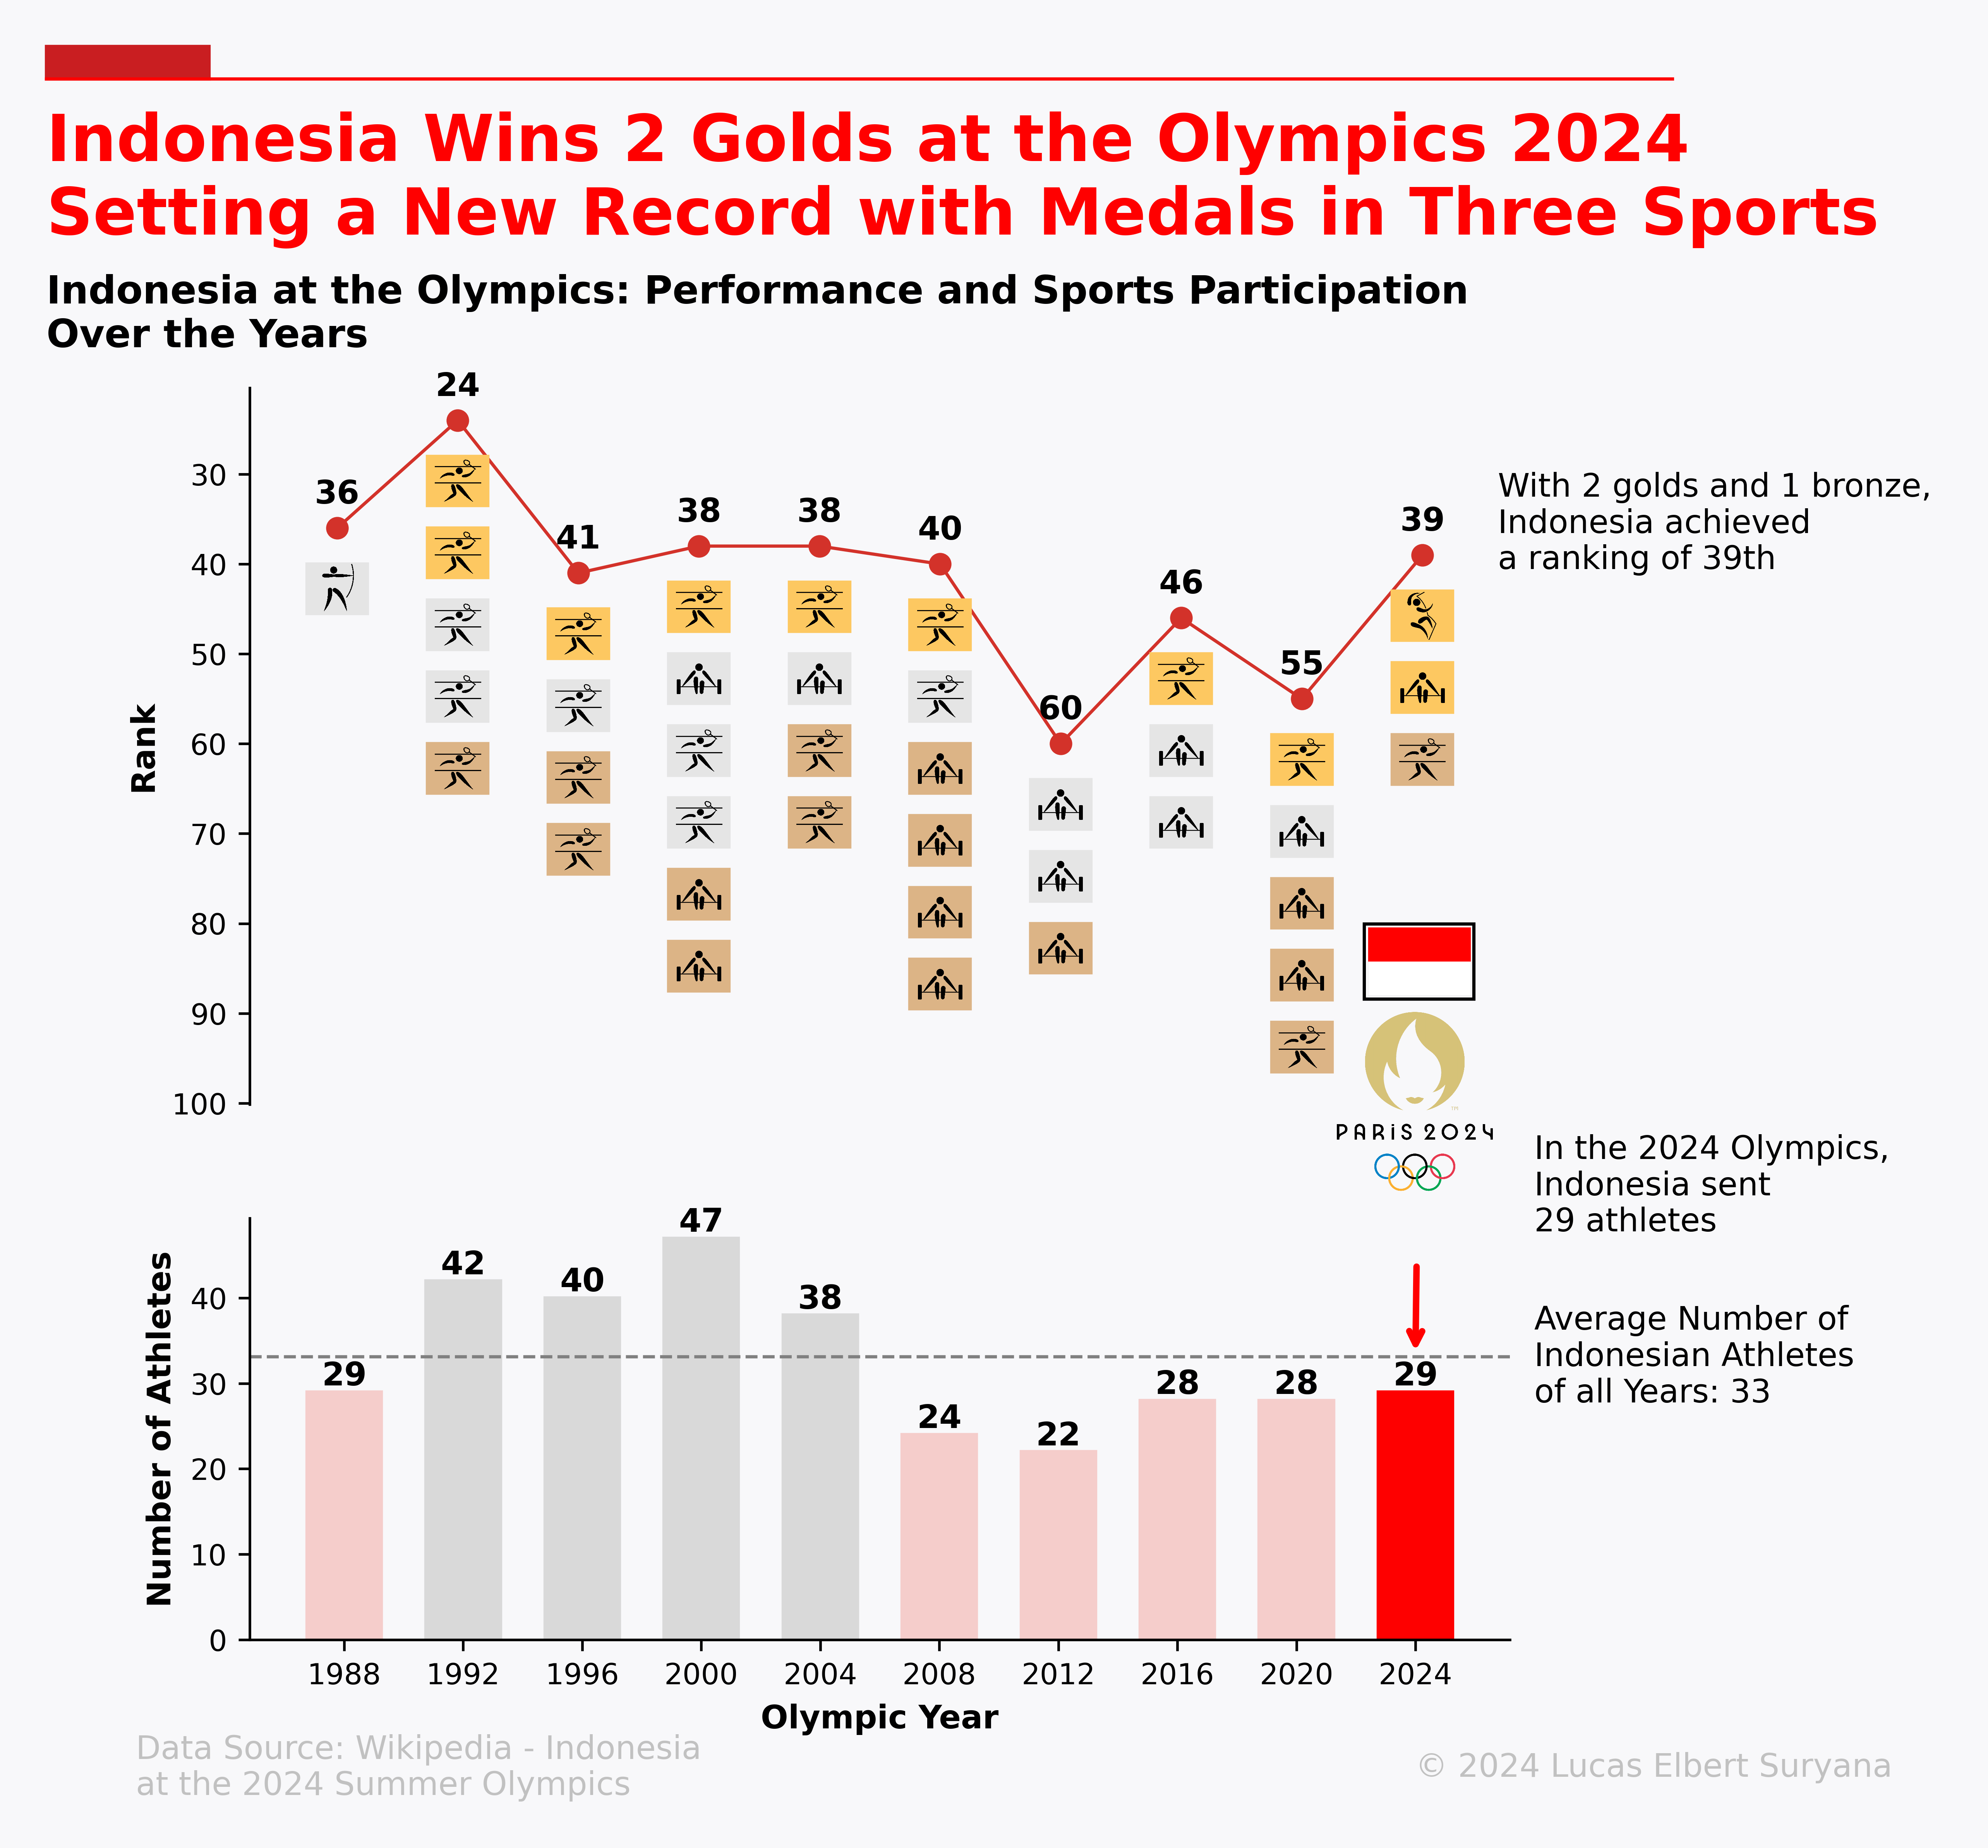 Indonesia Wins 2 Golds at the Olympics 2024
Setting a New Record with Medals in Three Sports
Indonesia at the Olympics: Performance and Sports Participation
Over the Years
24
36
41
38
38
40
60
46
55
39
With 2 golds and 1 bronze,
Indonesia achieved
a ranking of 39th
Rank
30
40
50
60
70
80
90
100
PARiS 2024
TM
In the 2024 Olympics,
Indonesia sent
29 athletes
Average Number of
Indonesian Athletes
of all Years: 33
Number of Athletes
40
30
20
10
0
29
42
40
47
38
24
22
28
28
29
1988
1992
1996
2000
2004
2008
2012
2016
2020
2024
Olympic Year
Data Source: Wikipedia - Indonesia
at the 2024 Summer Olympics
© 2024 Lucas Elbert Suryana